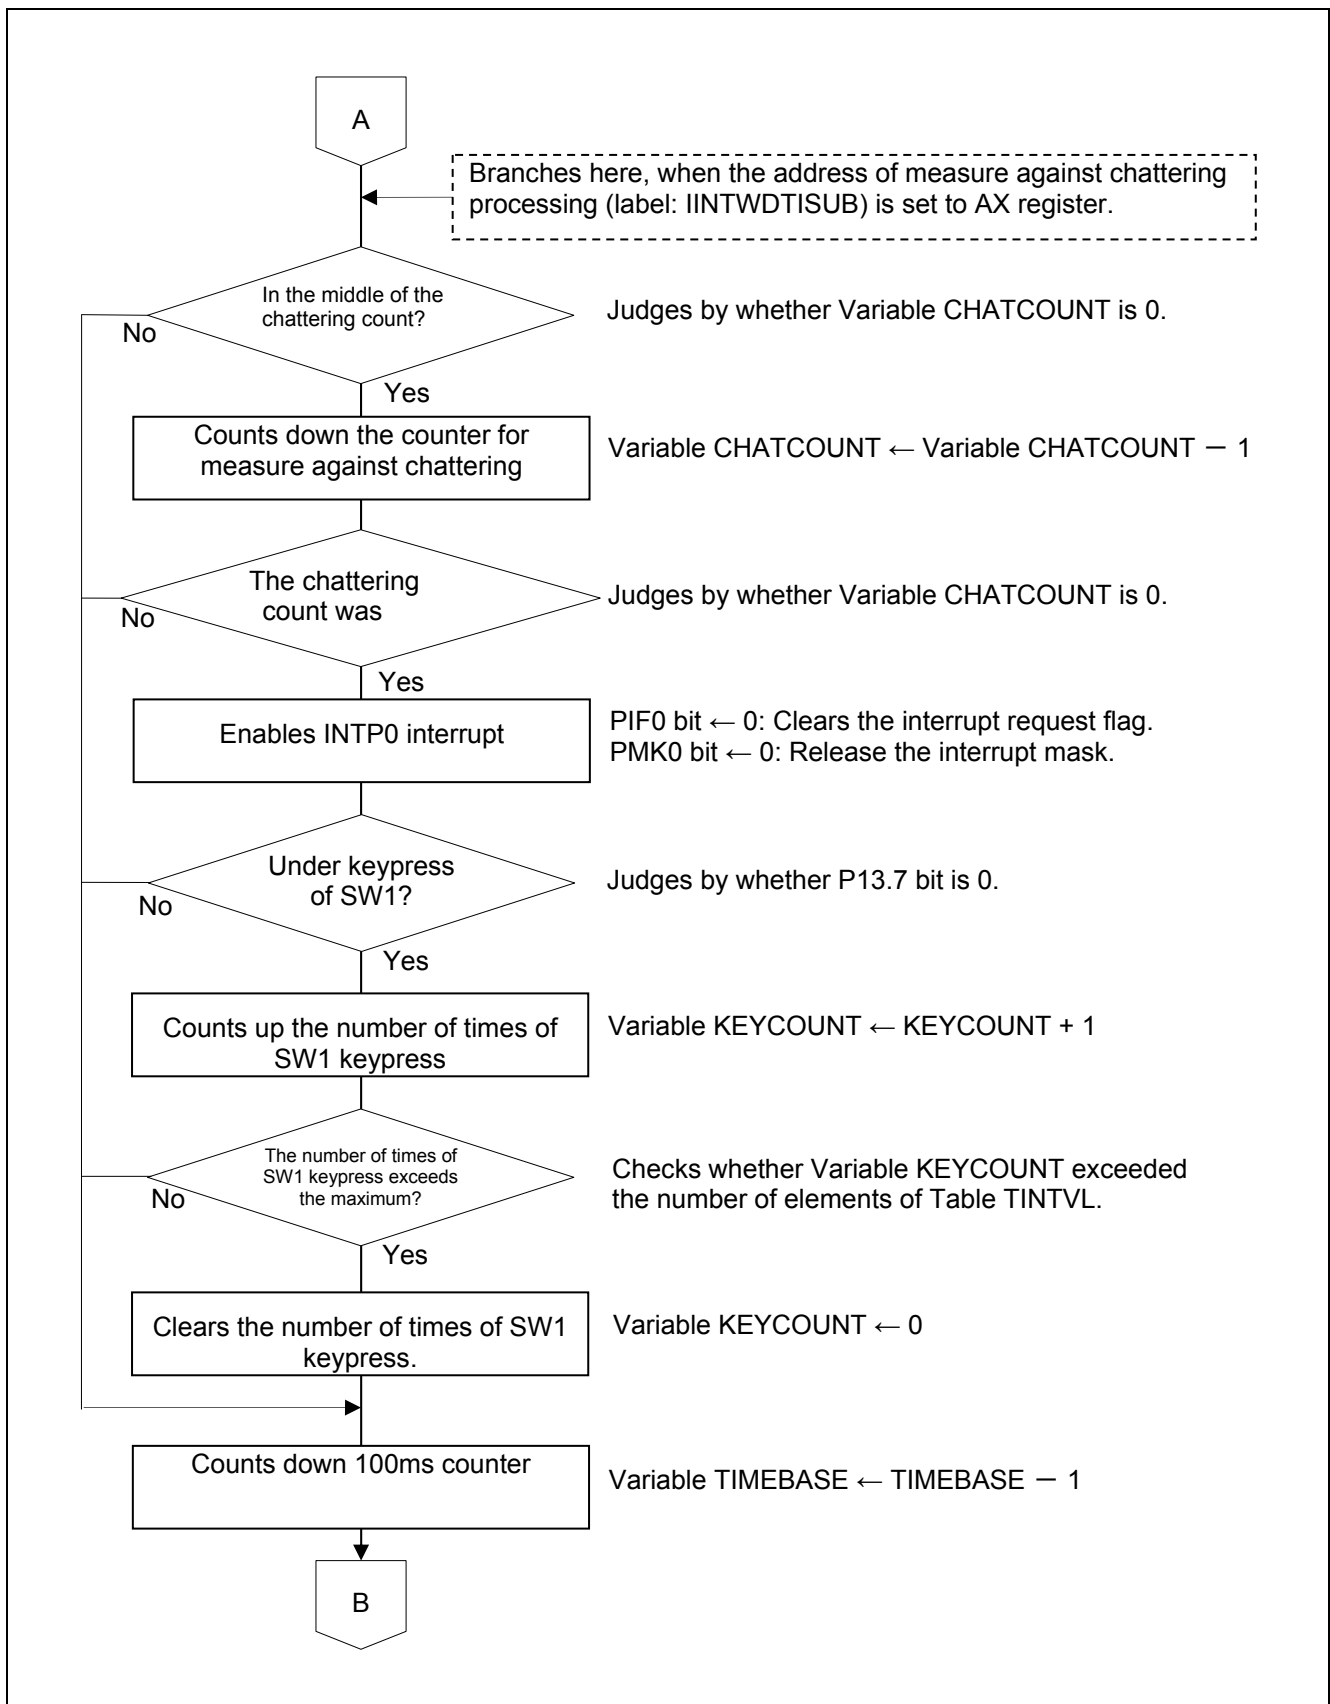 A
Branches here, when the address of measure against chattering
processing (label: IINTWDTISUB) is set to AX register.
In the middle of the
chattering count?
Judges by whether Variable CHATCOUNT is 0.
No
Yes
Counts down the counter for
measure against chattering
Variable CHATCOUNT ← Variable CHATCOUNT － 1
The chattering
count was
Judges by whether Variable CHATCOUNT is 0.
No
Yes
Enables INTP0 interrupt
PIF0 bit ← 0: Clears the interrupt request flag.
PMK0 bit ← 0: Release the interrupt mask.
Under keypress
of SW1?
Judges by whether P13.7 bit is 0.
No
Yes
Counts up the number of times of
SW1 keypress
Variable KEYCOUNT ← KEYCOUNT + 1
The number of times of
SW1 keypress exceeds
the maximum?
Checks whether Variable KEYCOUNT exceeded
the number of elements of Table TINTVL.
No
Yes
Clears the number of times of SW1
keypress.
Variable KEYCOUNT ← 0
Counts down 100ms counter
Variable TIMEBASE ← TIMEBASE － 1
B